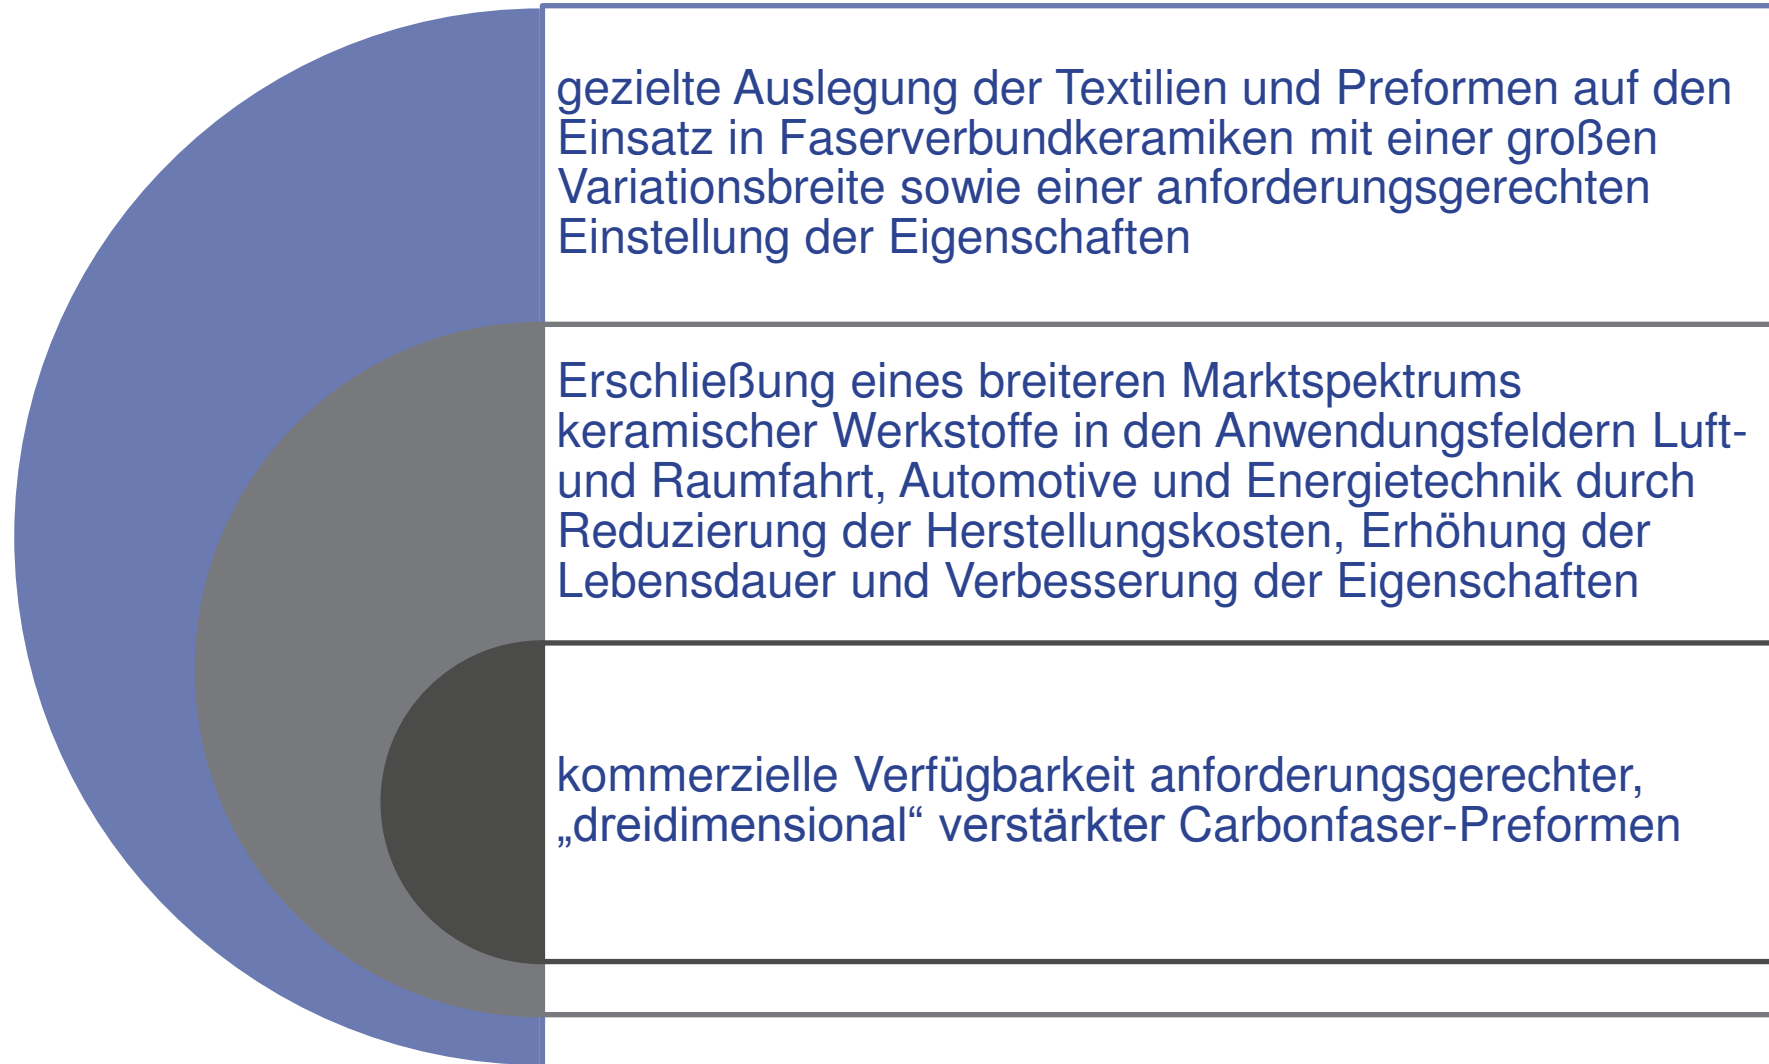 gezielte Auslegung der Textilien und Preformen auf den
Einsatz in Faserverbundkeramiken mit einer großen
Variationsbreite sowie einer anforderungsgerechten
Einstellung der Eigenschaften
Erschließung eines breiteren Marktspektrums
keramischer Werkstoffe in den Anwendungsfeldern Luft-
und Raumfahrt, Automotive und Energietechnik durch
Reduzierung der Herstellungskosten, Erhöhung der
Lebensdauer und Verbesserung der Eigenschaften
kommerzielle Verfügbarkeit anforderungsgerechter,
„dreidimensional“ verstärkter Carbonfaser-Preformen